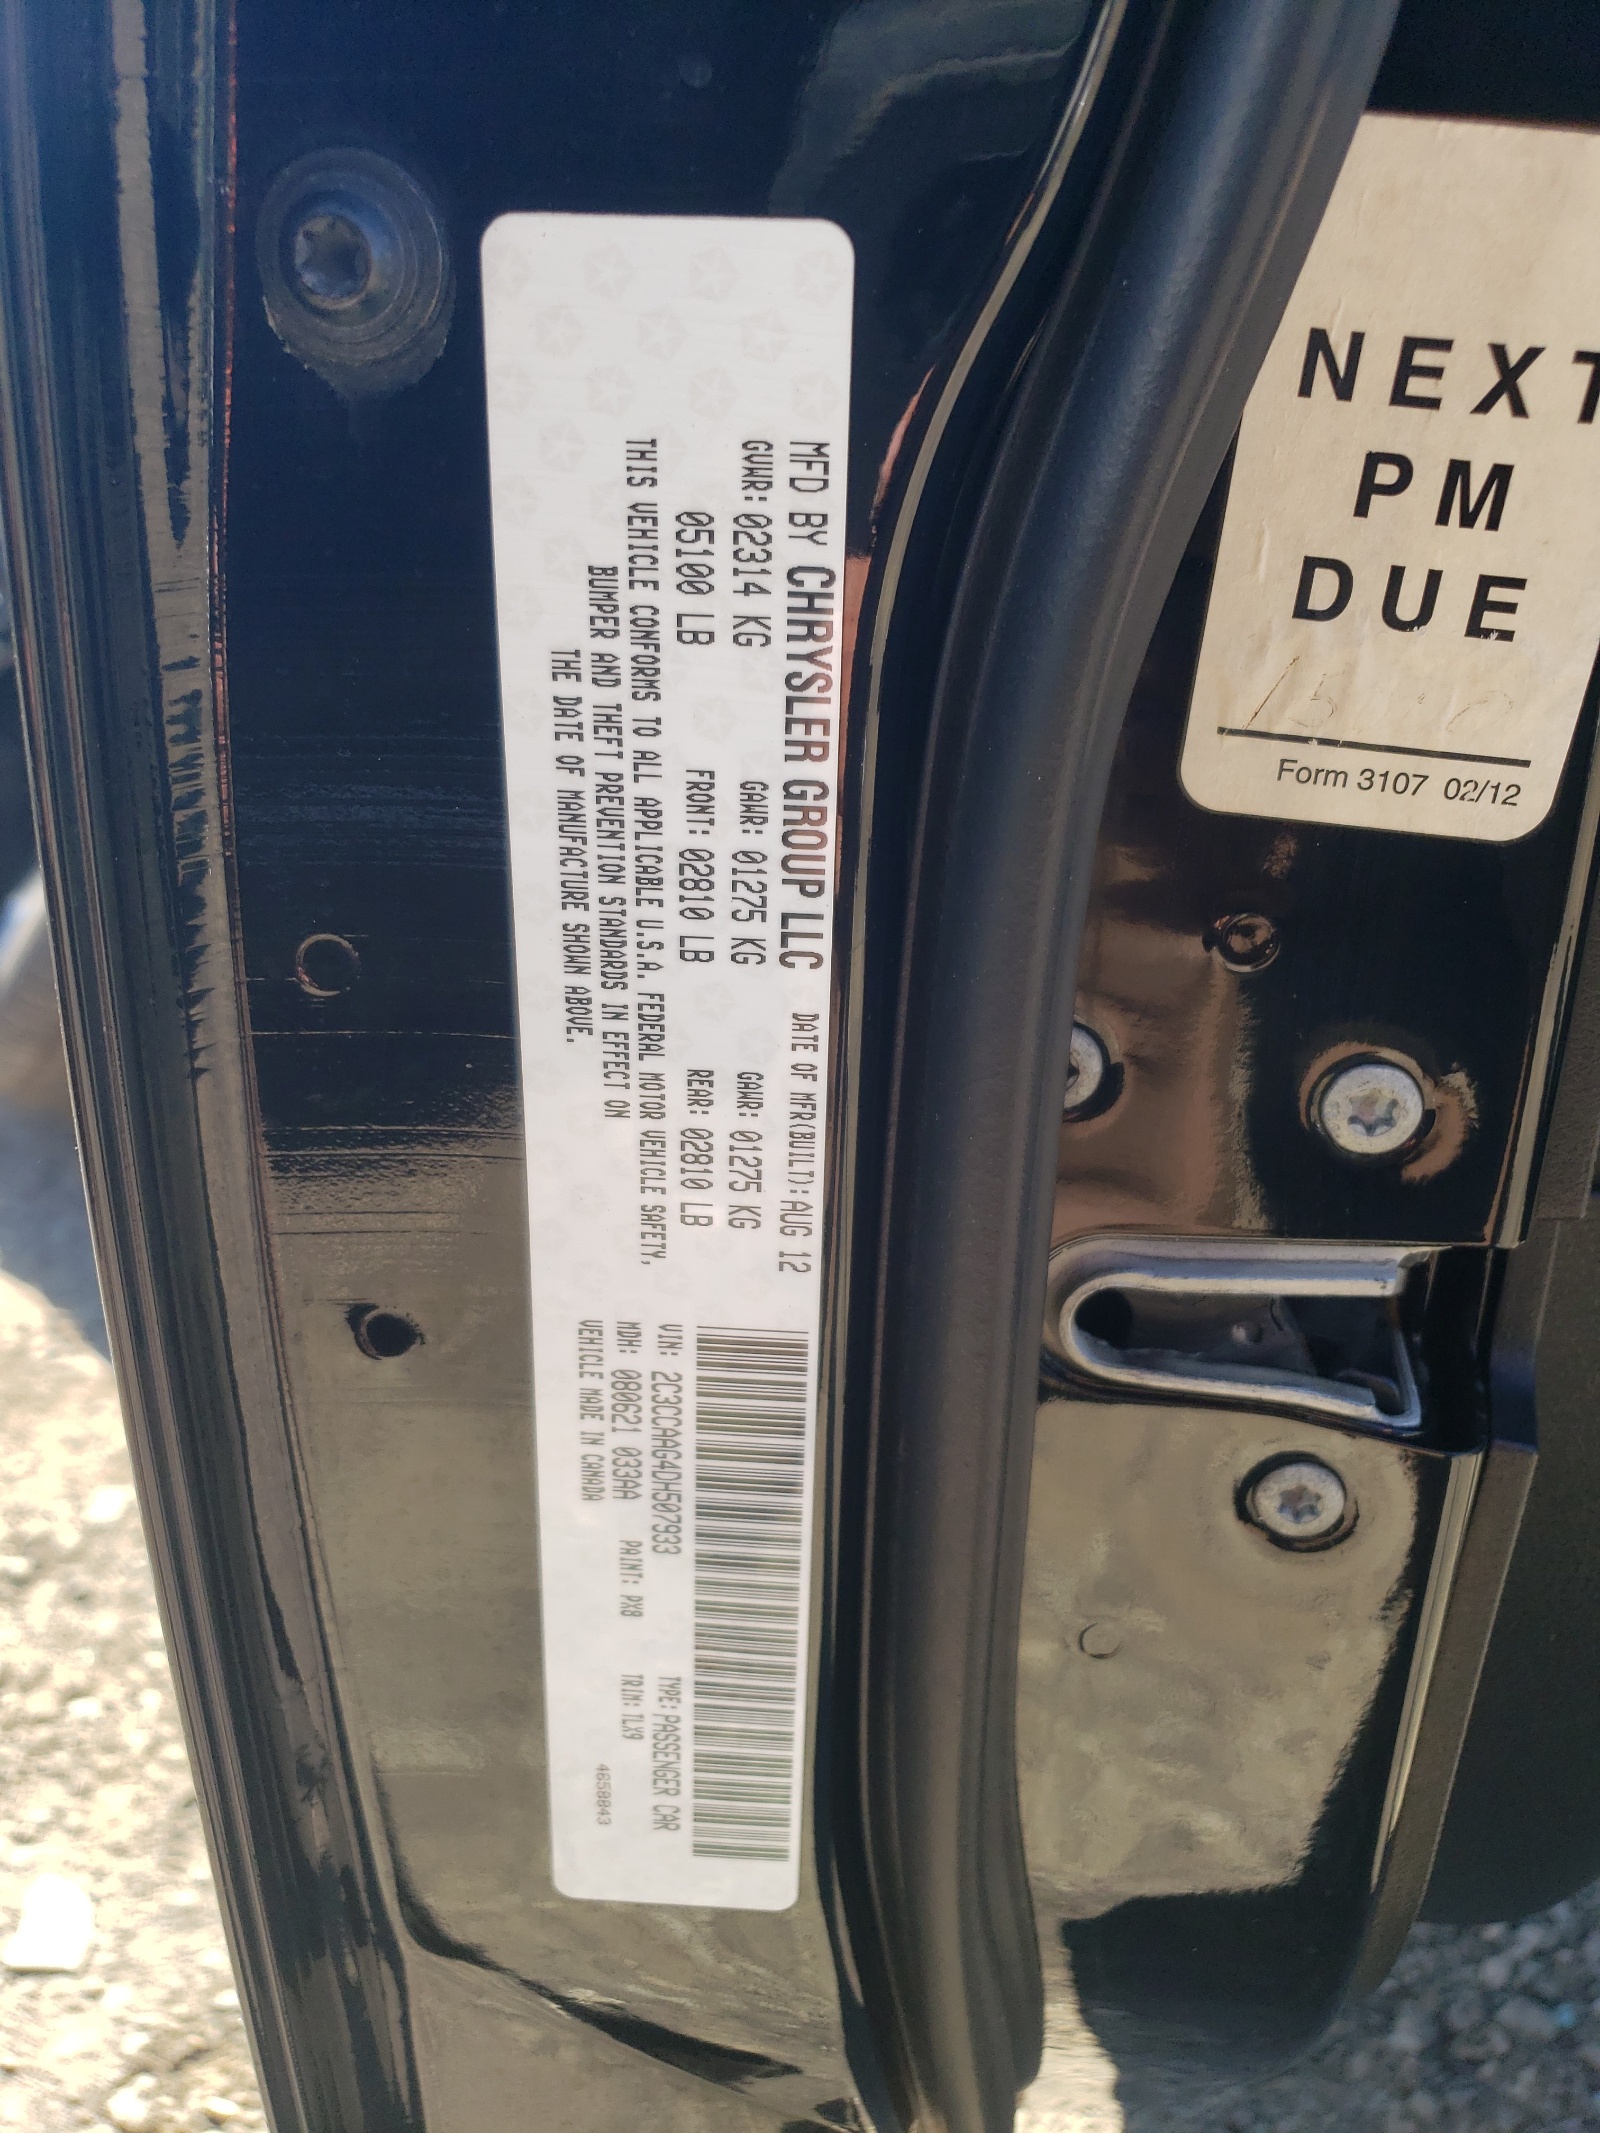 MFD BY CHRYSLER GROUP LLC DATE OF MFR(BUILT): AUG 12
GVWR: 02314 KG GAWR: 01275 KG GAWR: 01275 KG
05100 LB FRONT: 02810 LB REAR: 02810 LB
THIS VEHICLE CONFORMS TO ALL APPLICABLE U.S.A. FEDERAL MOTOR VEHICLE SAFETY,
BUMPER AND THEFT PREVENTION STANDARDS IN EFFECT ON
THE DATE OF MANUFACTURE SHOWN ABOVE.
VIN: 2C3CCAAG4DH507933 TYPE: PASSENGER CAR
MDH: 080621 033AA PAINT: PX8 TRIM: TLX9
VEHICLE MADE IN CANADA
4858843
NEXT
PM
DUE
Form 3107 02/12